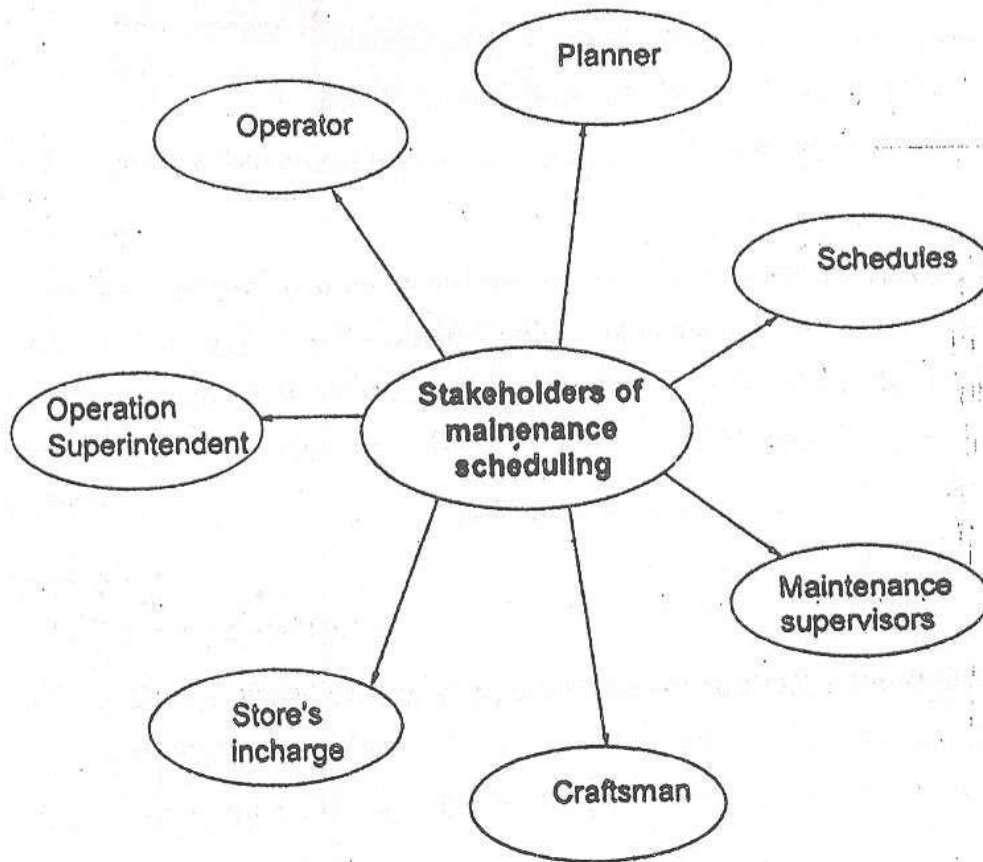 Planner
Operator
Schedules
Stakeholders of
mainenance
scheduling
Operation
Superintendent
Maintenance
supervisors
Store's
incharge
Craftsman